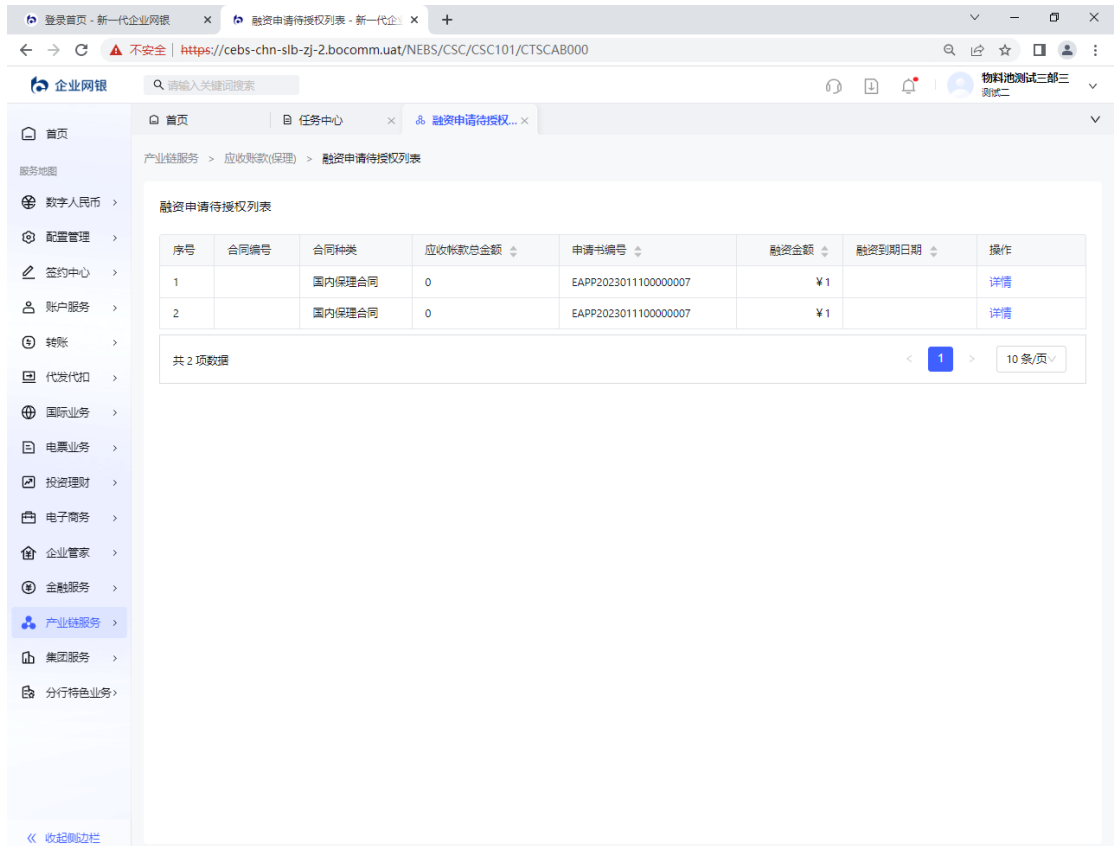 登录首页 - 新一代企业网银
融资申请待授权列表 - 新一代企业
不安全 https://cebs-chn-slb-zj-2.bocomm.uat/NEBS/CSC/CSC101/CTSCAB000
企业网银
请输入关键词搜索
物料池测试三部三
测试二
首页
任务中心
融资申请待授权...
首页
服务地图
数字人民币
配置管理
签约中心
账户服务
转账
代发代扣
国际业务
电票业务
投资理财
电子商务
企业管家
金融服务
产业链服务
集团服务
分行特色业务
收起侧边栏
产业链服务 > 应收账款(保理) > 融资申请待授权列表
融资申请待授权列表
序号 合同编号 合同种类 应收帐款总金额 申请书编号 融资金额 融资到期日期 操作
1 国内保理合同 0 EAPP2023011100000007 ¥1 详情
2 国内保理合同 0 EAPP2023011100000007 ¥1 详情
共 2 项数据
< 1 > 10 条/页